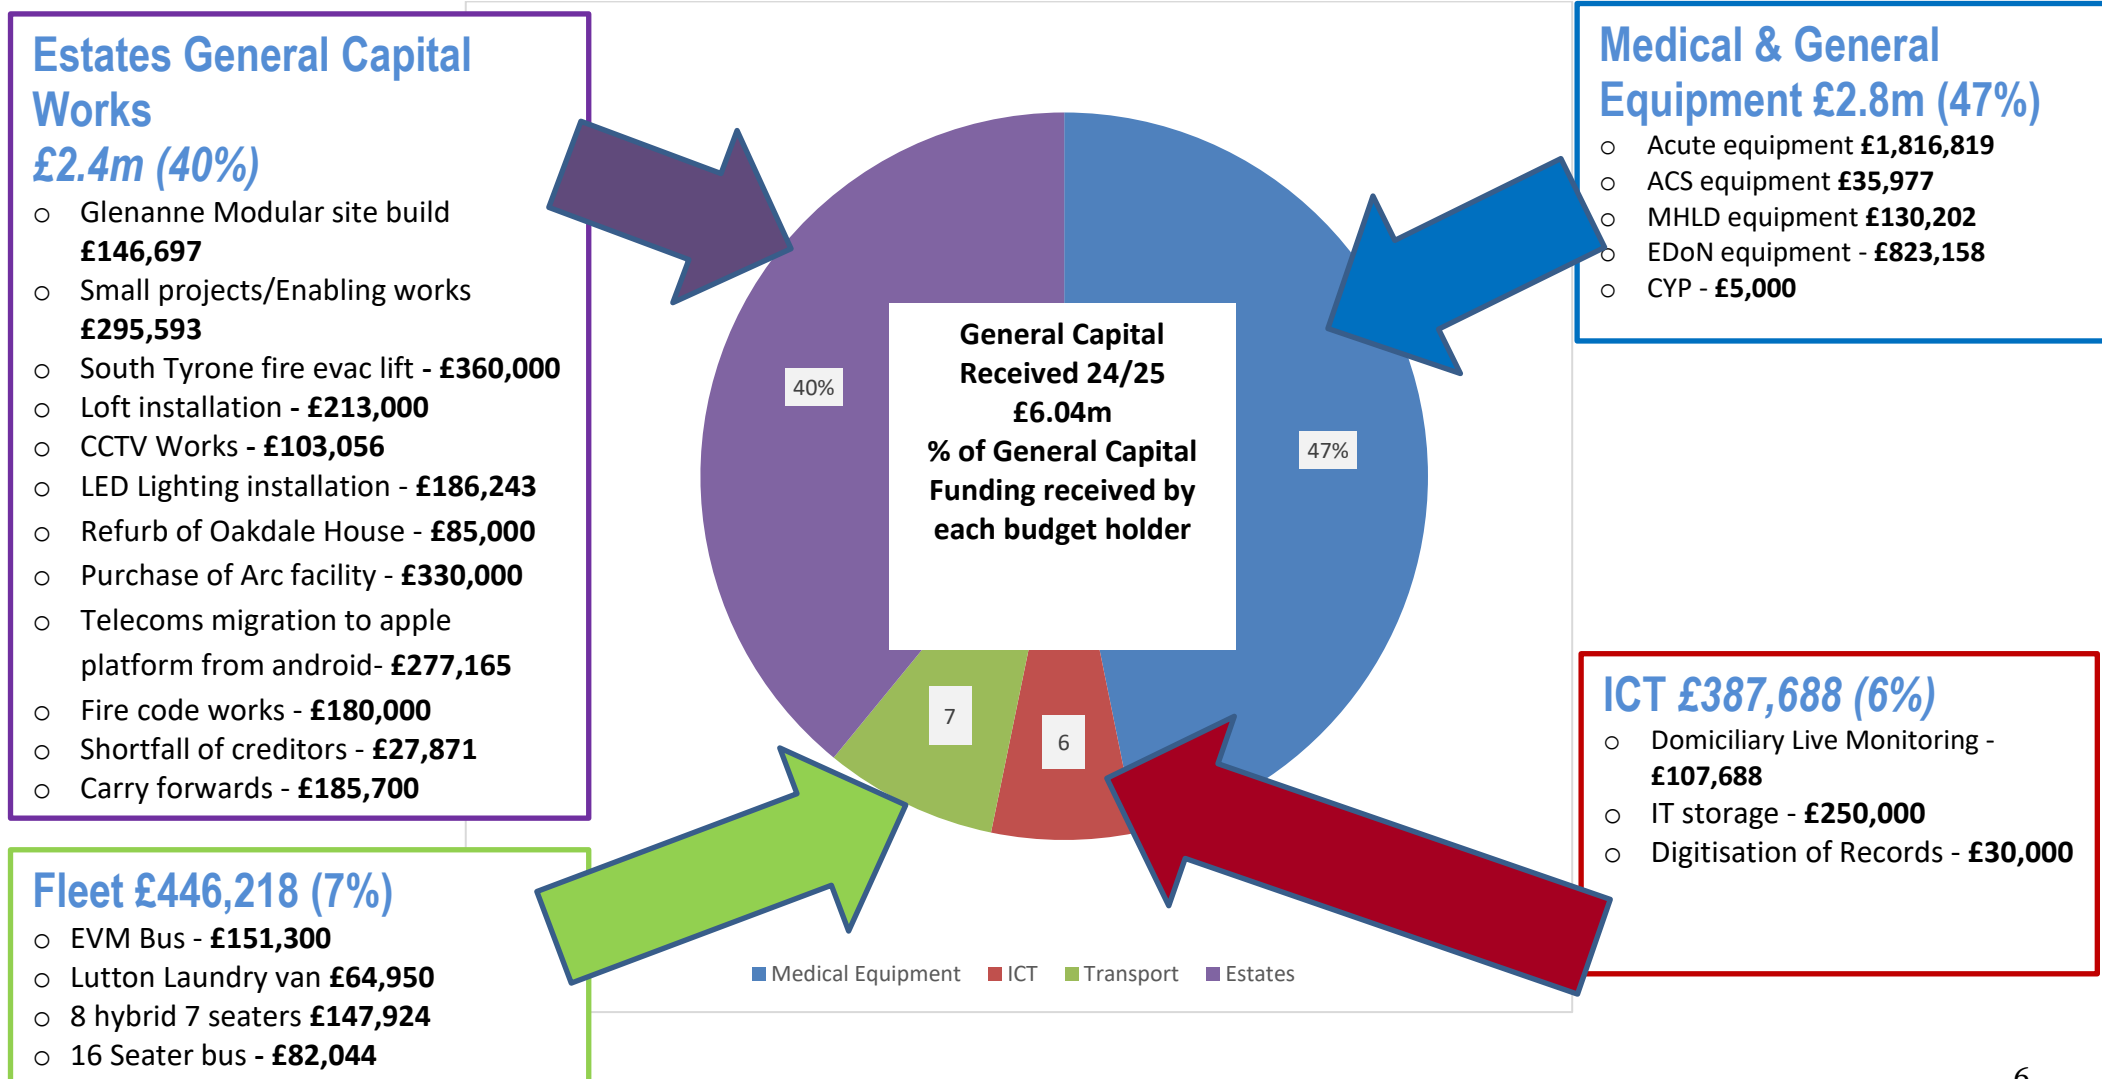 Estates General Capital
Works
£2.4m (40%)
o Glenanne Modular site build
£146,697
o Small projects/Enabling works
£295,593
o South Tyrone fire evac lift - £360,000
o Loft installation - £213,000
o CCTV Works - £103,056
o LED Lighting installation - £186,243
o Refurb of Oakdale House - £85,000
o Purchase of Arc facility - £330,000
o Telecoms migration to apple
platform from android- £277,165
o Fire code works - £180,000
o Shortfall of creditors - £27,871
o Carry forwards - £185,700
Fleet £446,218 (7%)
o EVM Bus - £151,300
o Lutton Laundry van £64,950
o 8 hybrid 7 seaters £147,924
o 16 Seater bus - £82,044
General Capital
Received 24/25
£6.04m
% of General Capital
Funding received by
each budget holder
40%
47%
7
6
Medical Equipment ICT Transport Estates
Medical & General
Equipment £2.8m (47%)
o Acute equipment £1,816,819
o ACS equipment £35,977
o MHLD equipment £130,202
o EDoN equipment - £823,158
o CYP - £5,000
ICT £387,688 (6%)
o Domiciliary Live Monitoring -
£107,688
o IT storage - £250,000
o Digitisation of Records - £30,000
6